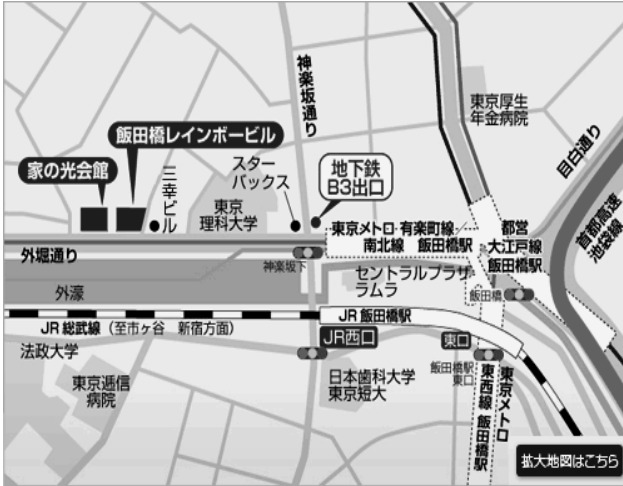 神楽坂通り
東京厚生
年金病院
目白通り
首都高速
池袋線
飯田橋レインボービル
家の光会館
三幸ビル
スター
バックス
地下鉄
B3出口
東京
理科大学
東京メトロ 有楽町線
南北線 飯田橋駅
都営
大江戸線
飯田橋駅
外堀通り
神楽坂下
セントラルプラザ
ラムラ
飯田橋
外濠
JR 飯田橋駅
JR 総武線（至市ヶ谷 新宿方面）
JR西口
東口
法政大学
飯田橋駅
東口
東京逓信
病院
日本歯科大学
東京短大
東京メトロ
東西線 飯田橋駅
拡大地図はこちら